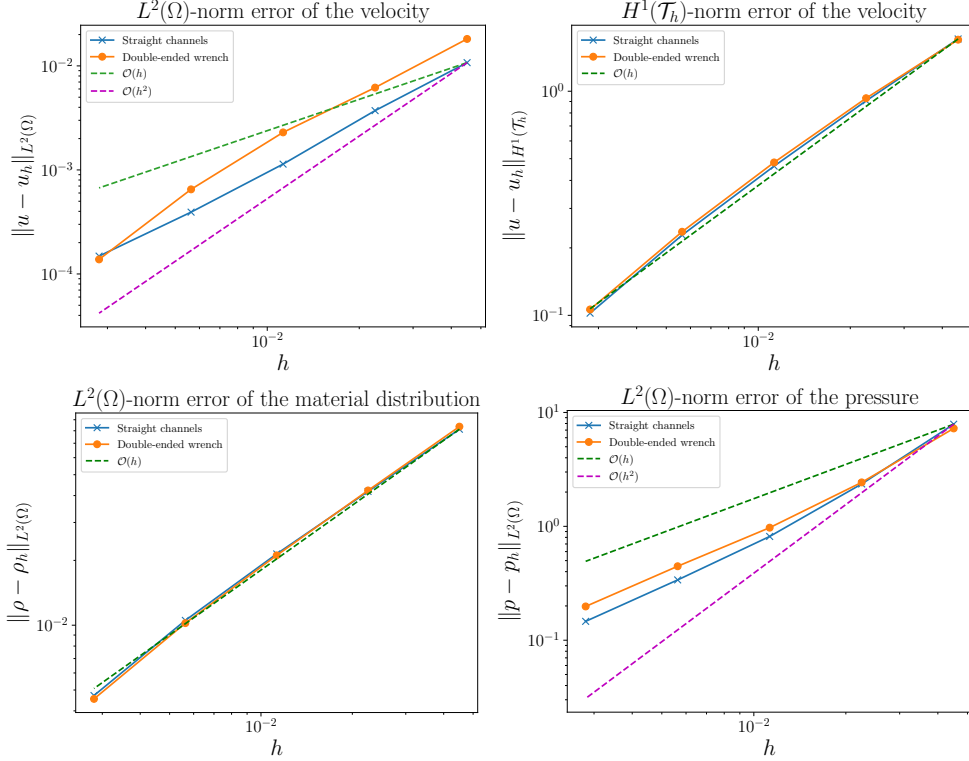 L²(Ω)-norm error of the velocity
Straight channels
Double-ended wrench
𝒪(h)
𝒪(h²)
10⁻²
10⁻³
10⁻⁴
||u − u_h||_{L²(Ω)}
10⁻²
h
H¹(𝒯_h)-norm error of the velocity
Straight channels
Double-ended wrench
𝒪(h)
10⁰
10⁻¹
||u − u_h||_{H¹(𝒯_h)}
10⁻²
h
L²(Ω)-norm error of the material distribution
Straight channels
Double-ended wrench
𝒪(h)
10⁻²
||ρ − ρ_h||_{L²(Ω)}
10⁻²
h
L²(Ω)-norm error of the pressure
Straight channels
Double-ended wrench
𝒪(h)
𝒪(h²)
10¹
10⁰
10⁻¹
||p − p_h||_{L²(Ω)}
10⁻²
h